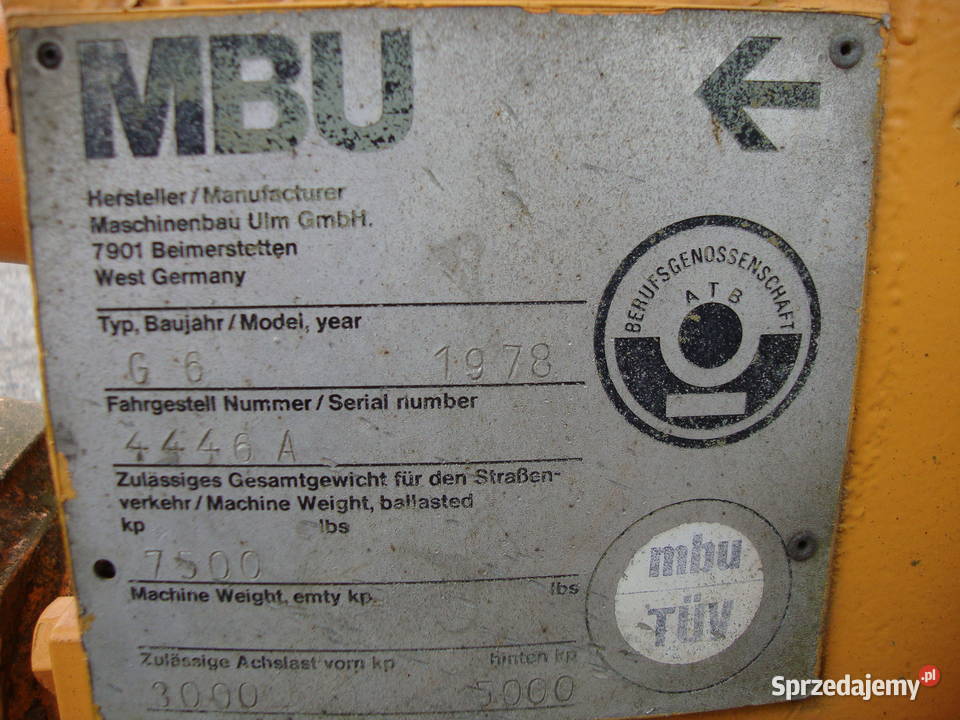 MBU
Hersteller / Manufacturer
Maschinenbau Ulm GmbH.
7901 Beimerstetten
West Germany
BERUFSGENOSSENSCHAFT
ATB
Typ, Baujahr / Model, year
G 6 1978
Fahrgestell Nummer / Serial number
4446 A
Zulässiges Gesamtgewicht für den Straßen-
verkehr / Machine Weight, ballasted
kp lbs
7500
Machine Weight, emty kp. lbs
mbu
TÜV
Zulässige Achslast vorn kp hinten kp
3000 5000
Sprzedajemy.pl